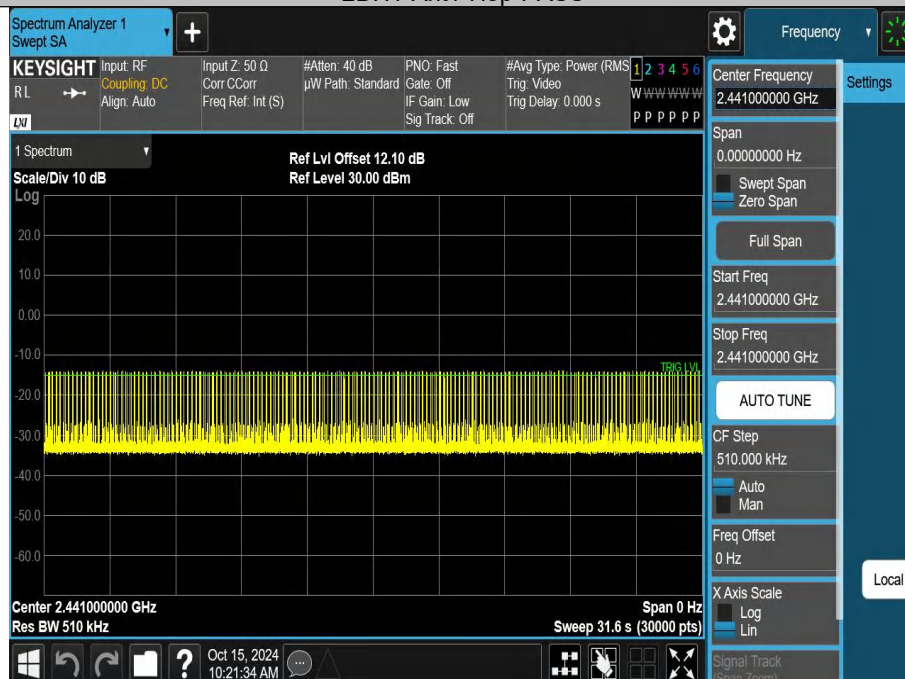 Spectrum Analyzer 1
Swept SA
Frequency
KEYSIGHT
RL
LXI
Input: RF
Coupling: DC
Align: Auto
Input Z: 50 Ω
Corr CCorr
Freq Ref: Int (S)
#Atten: 40 dB
µW Path: Standard
PNO: Fast
Gate: Off
IF Gain: Low
Sig Track: Off
#Avg Type: Power (RMS
Trig: Video
Trig Delay: 0.000 s
1 2 3 4 5 6
W W W W W W
P P P P P P
Center Frequency
2.441000000 GHz
Settings
Span
0.00000000 Hz
Swept Span
Zero Span
Full Span
Start Freq
2.441000000 GHz
Stop Freq
2.441000000 GHz
AUTO TUNE
CF Step
510.000 kHz
Auto
Man
Freq Offset
0 Hz
X Axis Scale
Log
Lin
Signal Track
(Span Zoom)
Local
1 Spectrum
Scale/Div 10 dB
Ref Lvl Offset 12.10 dB
Ref Level 30.00 dBm
Log
20.0
10.0
0.00
-10.0
TRIG LVL
-20.0
-30.0
-40.0
-50.0
-60.0
Center 2.441000000 GHz
Span 0 Hz
Res BW 510 kHz
Sweep 31.6 s (30000 pts)
?
Oct 15, 2024
10:21:34 AM